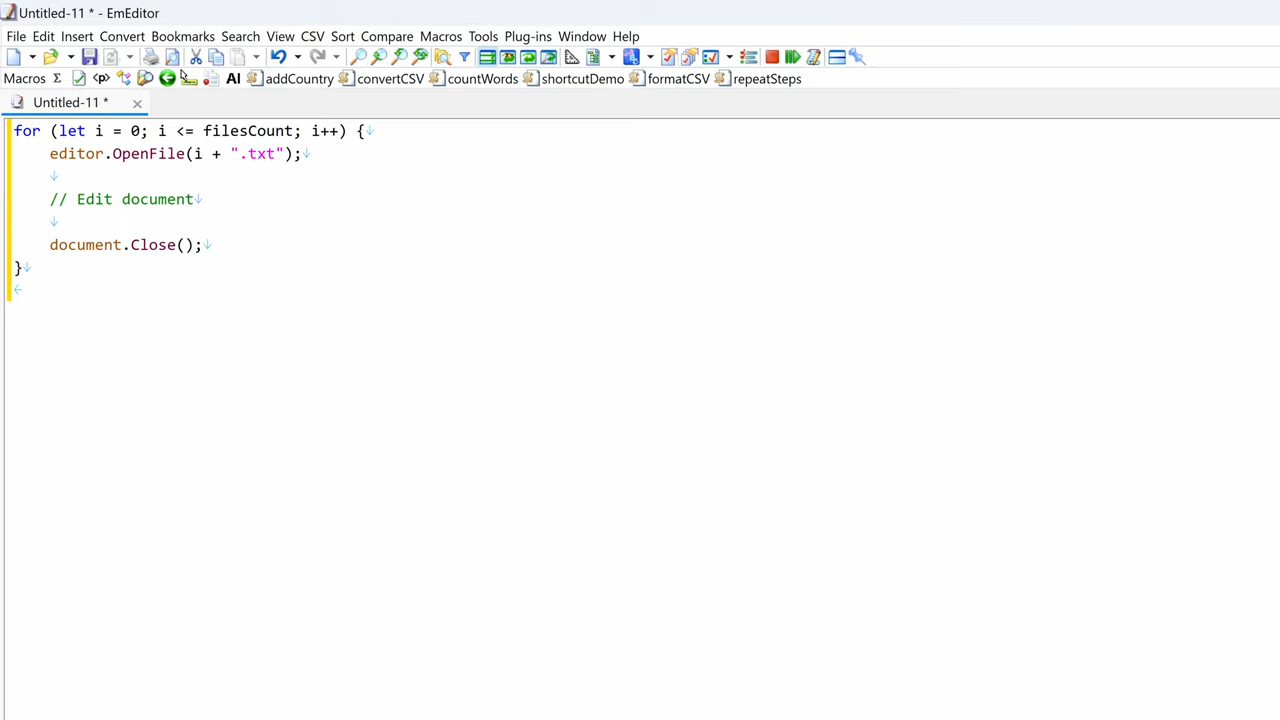 Untitled-11 * - EmEditor
File Edit Insert Convert Bookmarks Search View CSV Sort Compare Macros Tools Plug-ins Window Help
Macros Σ <p> AI addCountry convertCSV countWords shortcutDemo formatCSV repeatSteps
Untitled-11 *
for (let i = 0; i <= filesCount; i++) {
    editor.OpenFile(i + ".txt");
    // Edit document
    document.Close();
}